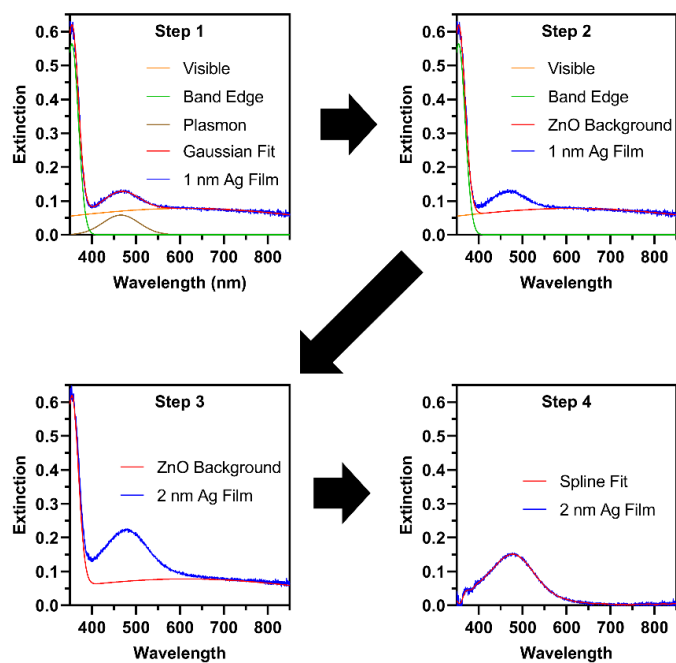 Step 1
Extinction
0.6
0.5
0.4
0.3
0.2
0.1
0.0
Visible
Band Edge
Plasmon
Gaussian Fit
1 nm Ag Film
400 500 600 700 800
Wavelength (nm)
Step 2
Extinction
0.6
0.5
0.4
0.3
0.2
0.1
0.0
Visible
Band Edge
ZnO Background
1 nm Ag Film
400 500 600 700 800
Wavelength
Step 3
Extinction
0.6
0.5
0.4
0.3
0.2
0.1
0.0
ZnO Background
2 nm Ag Film
400 500 600 700 800
Wavelength
Step 4
Extinction
0.6
0.5
0.4
0.3
0.2
0.1
0.0
Spline Fit
2 nm Ag Film
400 500 600 700 800
Wavelength